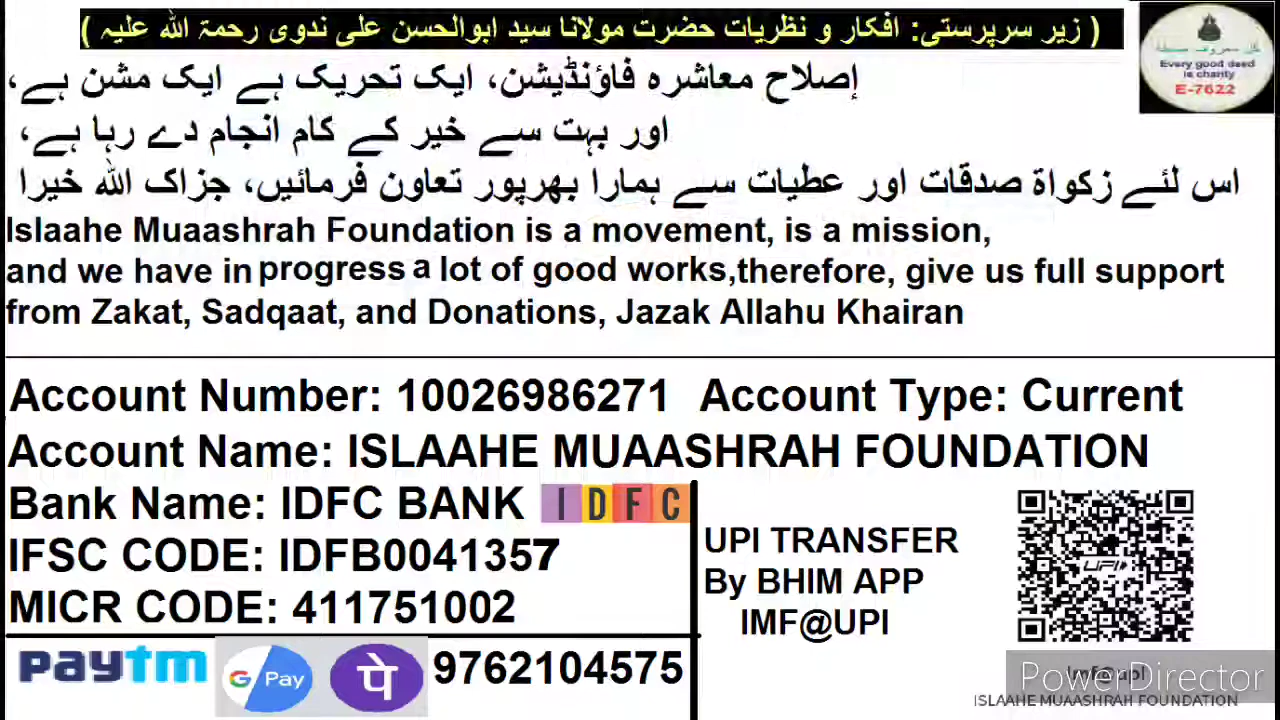 ( زیر سرپرستی: افکار و نظریات حضرت مولانا سید ابوالحسن علی ندوی رحمۃ اللہ علیہ )
Every good deed
is charity
E-7622
إصلاح معاشرہ فاؤنڈیشن، ایک تحریک ہے ایک مشن ہے،
اور بہت سے خیر کے کام انجام دے رہا ہے،
اس لئے زکواۃ صدقات اور عطیات سے ہمارا بھرپور تعاون فرمائیں، جزاک اللہ خیرا
Islaahe Muaashrah Foundation is a movement, is a mission,
and we have in progress a lot of good works,therefore, give us full support
from Zakat, Sadqaat, and Donations, Jazak Allahu Khairan
Account Number: 10026986271 Account Type: Current
Account Name: ISLAAHE MUAASHRAH FOUNDATION
Bank Name: IDFC BANK IDFC
IFSC CODE: IDFB0041357
MICR CODE: 411751002
paytm G Pay पे 9762104575
UPI TRANSFER
By BHIM APP
IMF@UPI
UPI
imf@upi
PowerDirector
ISLAAHE MUAASHRAH FOUNDATION